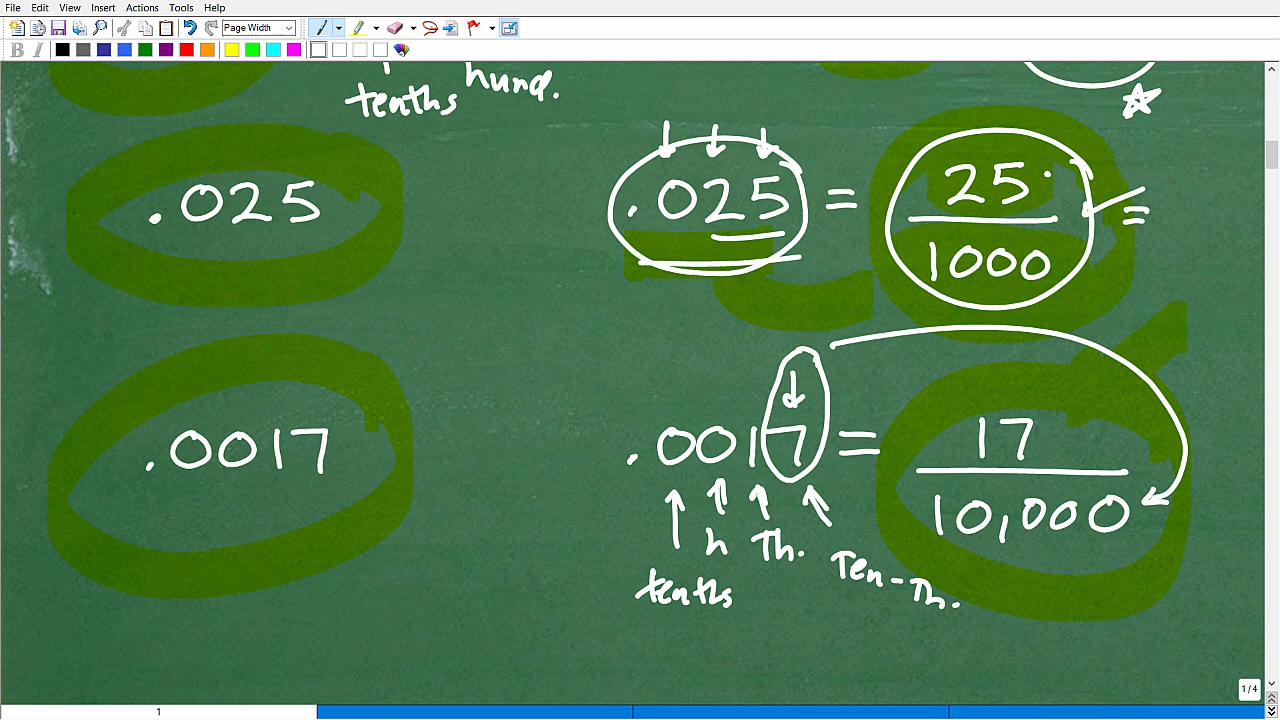 File Edit View Insert Actions Tools Help
Page Width
B I
tenths hund.
.025 .025 = 25 / 1000 =
.0017 .0017 = 17 / 10,000
h Th. Ten-Th.
tenths
1/4
1